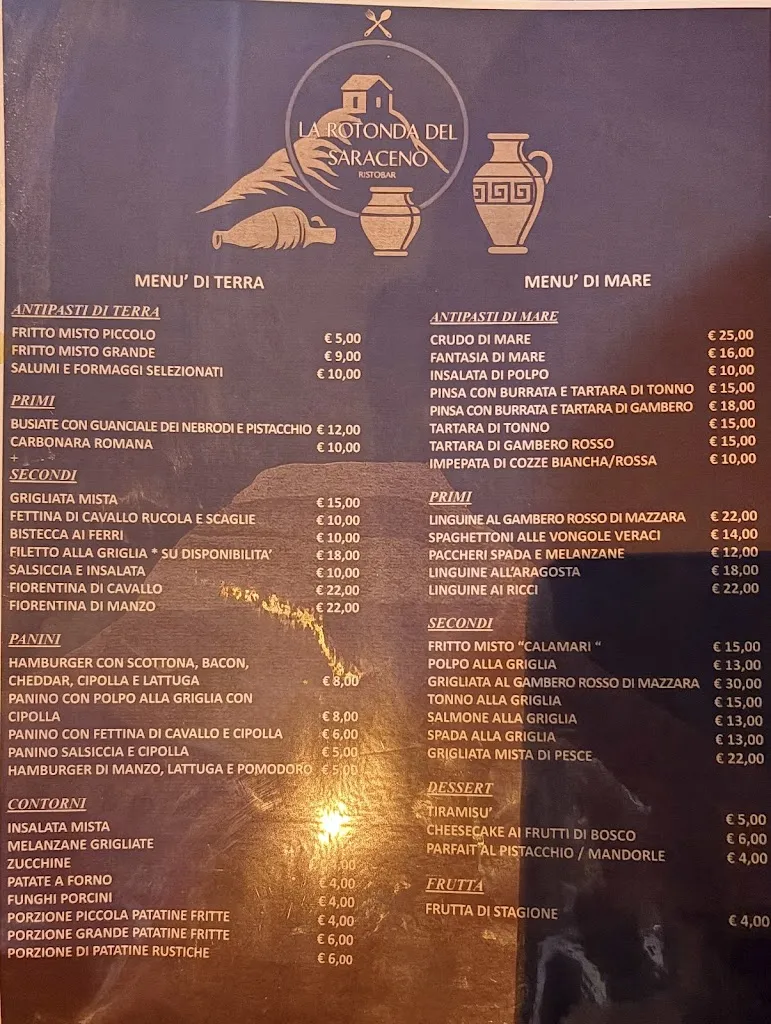 LA ROTONDA DEL
SARACENO
RISTOBAR
MENU' DI TERRA
ANTIPASTI DI TERRA
FRITTO MISTO PICCOLO € 5,00
FRITTO MISTO GRANDE € 9,00
SALUMI E FORMAGGI SELEZIONATI € 10,00
PRIMI
BUSIATE CON GUANCIALE DEI NEBRODI E PISTACCHIO € 12,00
CARBONARA ROMANA € 10,00
+
SECONDI
GRIGLIATA MISTA € 15,00
FETTINA DI CAVALLO RUCOLA E SCAGLIE € 10,00
BISTECCA AI FERRI € 10,00
FILETTO ALLA GRIGLIA * SU DISPONIBILITA' € 18,00
SALSICCIA E INSALATA € 10,00
FIORENTINA DI CAVALLO € 22,00
FIORENTINA DI MANZO € 22,00
PANINI
HAMBURGER CON SCOTTONA, BACON,
CHEDDAR, CIPOLLA E LATTUGA € 8,00
PANINO CON POLPO ALLA GRIGLIA CON
CIPOLLA € 8,00
PANINO CON FETTINA DI CAVALLO E CIPOLLA € 6,00
PANINO SALSICCIA E CIPOLLA € 5,00
HAMBURGER DI MANZO, LATTUGA E POMODORO € 5,00
CONTORNI
INSALATA MISTA
MELANZANE GRIGLIATE
ZUCCHINE
PATATE A FORNO € 4,00
FUNGHI PORCINI € 4,00
PORZIONE PICCOLA PATATINE FRITTE € 4,00
PORZIONE GRANDE PATATINE FRITTE € 6,00
PORZIONE DI PATATINE RUSTICHE € 6,00
MENU' DI MARE
ANTIPASTI DI MARE
CRUDO DI MARE € 25,00
FANTASIA DI MARE € 16,00
INSALATA DI POLPO € 10,00
PINSA CON BURRATA E TARTARA DI TONNO € 15,00
PINSA CON BURRATA E TARTARA DI GAMBERO € 18,00
TARTARA DI TONNO € 15,00
TARTARA DI GAMBERO ROSSO € 15,00
IMPEPATA DI COZZE BIANCHA/ROSSA € 10,00
PRIMI
LINGUINE AL GAMBERO ROSSO DI MAZZARA € 22,00
SPAGHETTONI ALLE VONGOLE VERACI € 14,00
PACCHERI SPADA E MELANZANE € 12,00
LINGUINE ALL'ARAGOSTA € 18,00
LINGUINE AI RICCI € 22,00
SECONDI
FRITTO MISTO "CALAMARI " € 15,00
POLPO ALLA GRIGLIA € 13,00
GRIGLIATA AL GAMBERO ROSSO DI MAZZARA € 30,00
TONNO ALLA GRIGLIA € 15,00
SALMONE ALLA GRIGLIA € 13,00
SPADA ALLA GRIGLIA € 13,00
GRIGLIATA MISTA DI PESCE € 22,00
DESSERT
TIRAMISU' € 5,00
CHEESECAKE AI FRUTTI DI BOSCO € 6,00
PARFAIT AL PISTACCHIO / MANDORLE € 4,00
FRUTTA
FRUTTA DI STAGIONE € 4,00